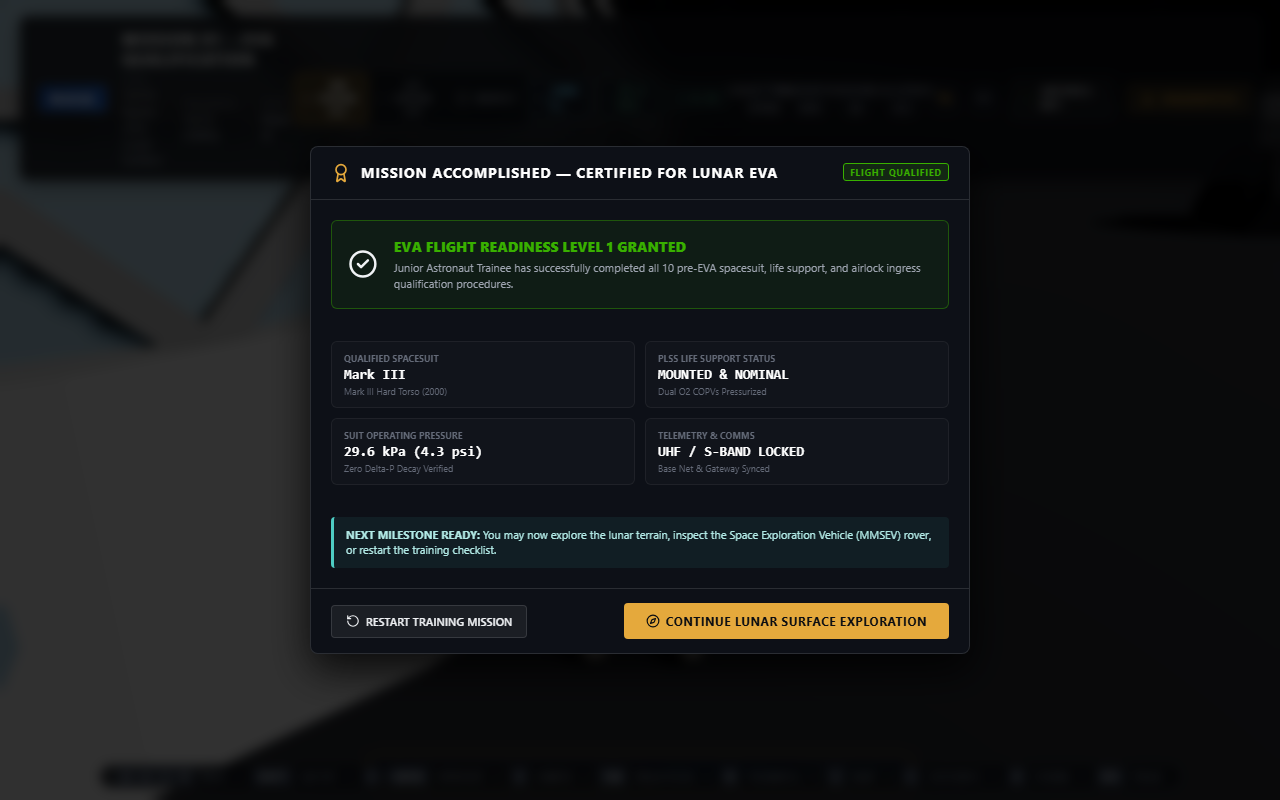 MISSION ACCOMPLISHED — CERTIFIED FOR LUNAR EVA
FLIGHT QUALIFIED
EVA FLIGHT READINESS LEVEL 1 GRANTED
Junior Astronaut Trainee has successfully completed all 10 pre-EVA spacesuit, life support, and airlock ingress
qualification procedures.
QUALIFIED SPACESUIT
Mark III
Mark III Hard Torso (2000)
PLSS LIFE SUPPORT STATUS
MOUNTED & NOMINAL
Dual O2 COPVs Pressurized
SUIT OPERATING PRESSURE
29.6 kPa (4.3 psi)
Zero Delta-P Decay Verified
TELEMETRY & COMMS
UHF / S-BAND LOCKED
Base Net & Gateway Synced
NEXT MILESTONE READY: You may now explore the lunar terrain, inspect the Space Exploration Vehicle (MMSEV) rover,
or restart the training checklist.
RESTART TRAINING MISSION
CONTINUE LUNAR SURFACE EXPLORATION